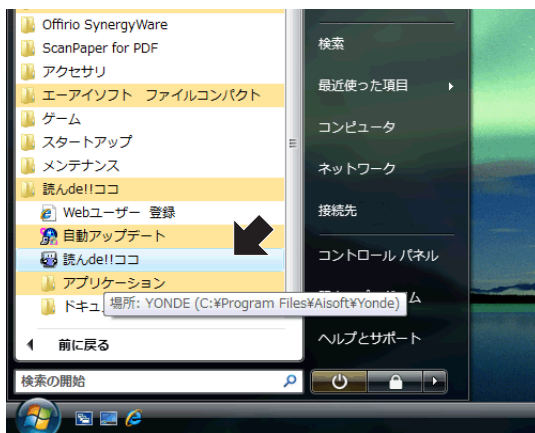 Offirio SynergyWare
ScanPaper for PDF
アクセサリ
エーアイソフト ファイルコンパクト
ゲーム
スタートアップ
メンテナンス
読んde!!ココ
Webユーザー 登録
自動アップデート
読んde!!ココ
アプリケーション
ドキュ
場所: YONDE (C:¥Program Files¥Aisoft¥Yonde)
前に戻る
検索の開始
検索
最近使った項目
コンピュータ
ネットワーク
接続先
コントロール パネル
ム
ヘルプとサポート